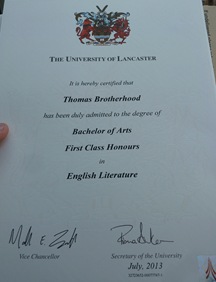 THE UNIVERSITY OF LANCASTER
It is hereby certified that
Thomas Brotherhood
has been duly admitted to the degree of
Bachelor of Arts
First Class Honours
in
English Literature
Vice Chancellor
Secretary of the University
July, 2013